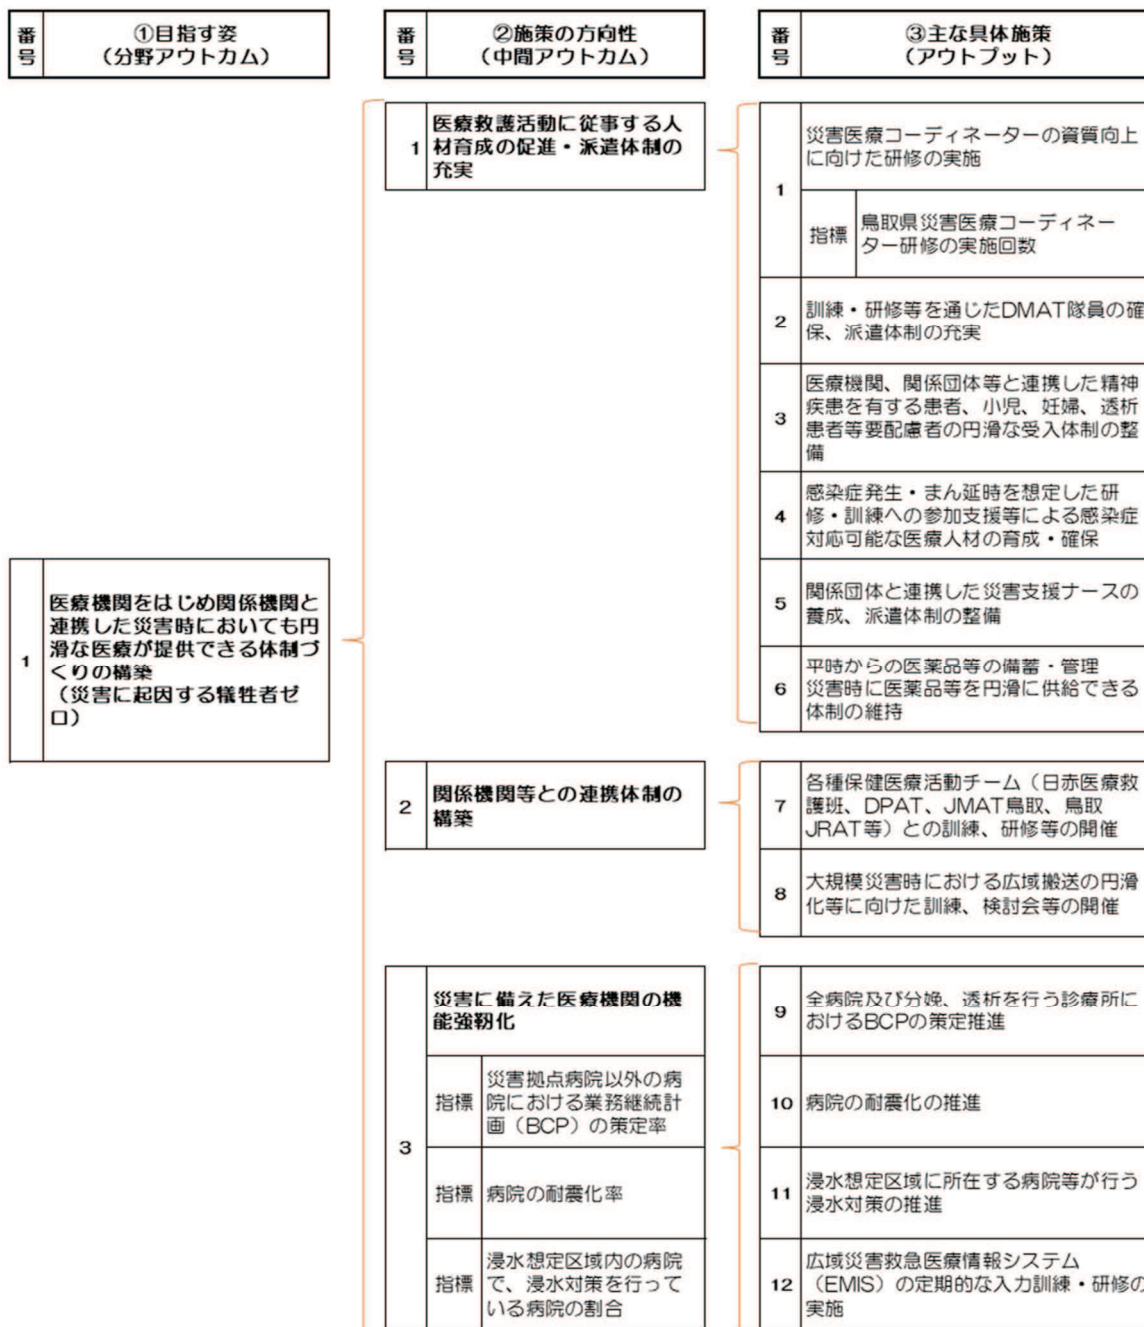 番
号
①目指す姿
(分野アウトカム)
番
号
②施策の方向性
(中間アウトカム)
番
号
③主な具体施策
(アウトプット)
1
医療機関をはじめ関係機関と
連携した災害時においても円
滑な医療が提供できる体制づ
くりの構築
(災害に起因する犠牲者ゼ
ロ)
1
医療救護活動に従事する人
材育成の促進・派遣体制の
充実
1
災害医療コーディネーターの資質向上
に向けた研修の実施
指標
鳥取県災害医療コーディネー
ター研修の実施回数
2
訓練・研修等を通じたDMAT隊員の確
保、派遣体制の充実
3
医療機関、関係団体等と連携した精神
疾患を有する患者、小児、妊婦、透析
患者等要配慮者の円滑な受入体制の整
備
4
感染症発生・まん延時を想定した研
修・訓練への参加支援等による感染症
対応可能な医療人材の育成・確保
5
関係団体と連携した災害支援ナースの
養成、派遣体制の整備
6
平時からの医薬品等の備蓄・管理
災害時に医薬品等を円滑に供給できる
体制の維持
2
関係機関等との連携体制の
構築
7
各種保健医療活動チーム(日赤医療救
護班、DPAT、JMAT鳥取、鳥取
JRAT等)との訓練、研修等の開催
8
大規模災害時における広域搬送の円滑
化等に向けた訓練、検討会等の開催
3
災害に備えた医療機関の機
能強靭化
指標
災害拠点病院以外の病
院における業務継続計
画(BCP)の策定率
指標
病院の耐震化率
指標
浸水想定区域内の病院
で、浸水対策を行って
いる病院の割合
9
全病院及び分娩、透析を行う診療所に
おけるBCPの策定推進
10
病院の耐震化の推進
11
浸水想定区域に所在する病院等が行う
浸水対策の推進
12
広域災害救急医療情報システム
(EMIS)の定期的な入力訓練・研修の
実施